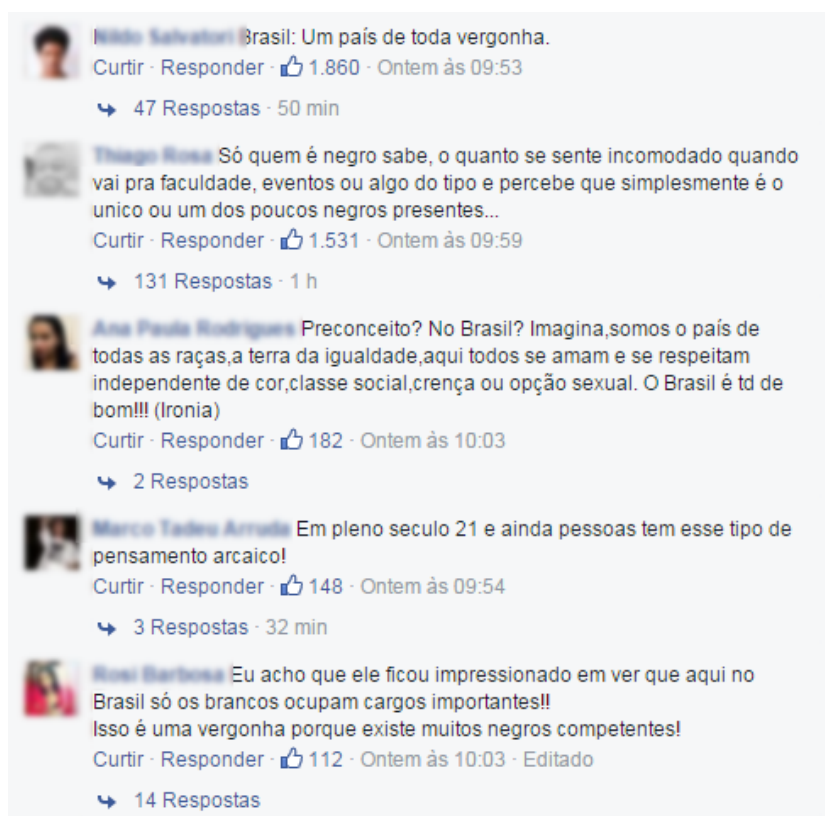 Brasil: Um país de toda vergonha.
Curtir · Responder · 1.860 · Ontem às 09:53
47 Respostas · 50 min
Só quem é negro sabe, o quanto se sente incomodado quando
vai pra faculdade, eventos ou algo do tipo e percebe que simplesmente é o
unico ou um dos poucos negros presentes...
Curtir · Responder · 1.531 · Ontem às 09:59
131 Respostas · 1 h
Preconceito? No Brasil? Imagina,somos o país de
todas as raças,a terra da igualdade,aqui todos se amam e se respeitam
independente de cor,classe social,crença ou opção sexual. O Brasil é td de
bom!!! (Ironia)
Curtir · Responder · 182 · Ontem às 10:03
2 Respostas
Em pleno seculo 21 e ainda pessoas tem esse tipo de
pensamento arcaico!
Curtir · Responder · 148 · Ontem às 09:54
3 Respostas · 32 min
Eu acho que ele ficou impressionado em ver que aqui no
Brasil só os brancos ocupam cargos importantes!!
Isso é uma vergonha porque existe muitos negros competentes!
Curtir · Responder · 112 · Ontem às 10:03 · Editado
14 Respostas